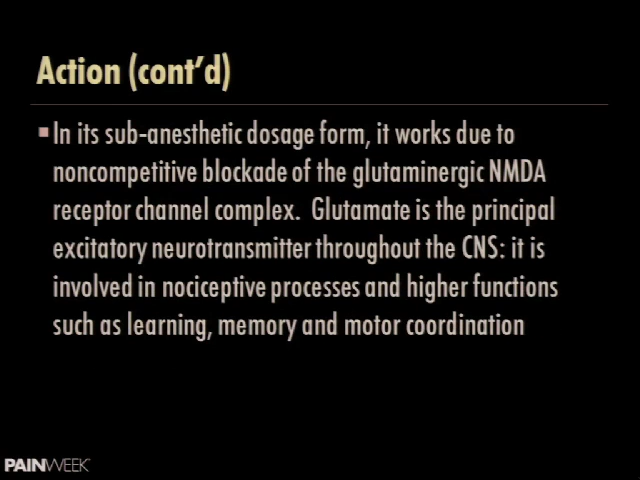 Action (cont’d)
In its sub-anesthetic dosage form, it works due to
noncompetitive blockade of the glutaminergic NMDA
receptor channel complex. Glutamate is the principal
excitatory neurotransmitter throughout the CNS: it is
involved in nociceptive processes and higher functions
such as learning, memory and motor coordination
PAINWEEK